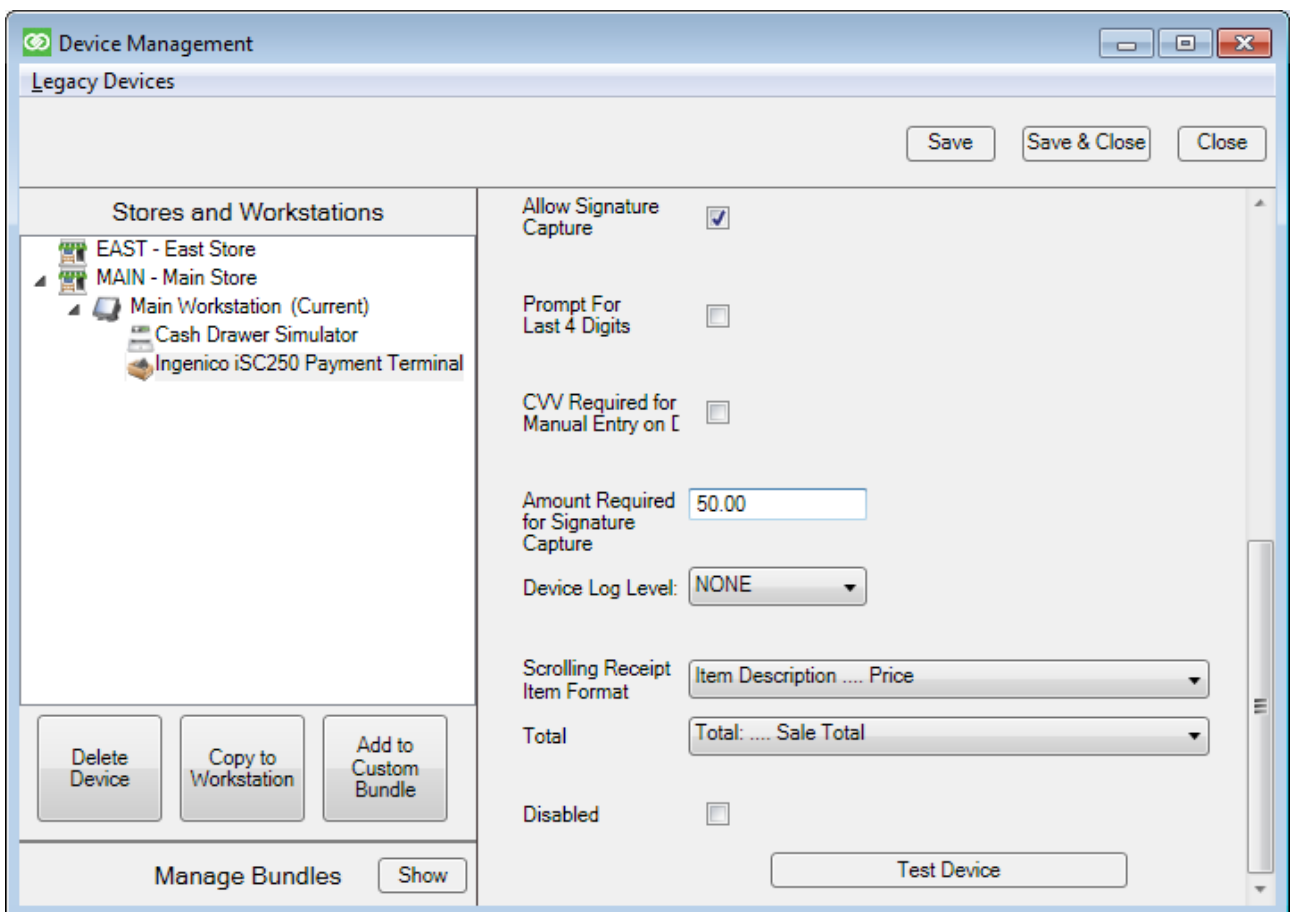 Device Management
Legacy Devices
Save Save & Close Close
Stores and Workstations
EAST - East Store
MAIN - Main Store
Main Workstation (Current)
Cash Drawer Simulator
Ingenico iSC250 Payment Terminal
Delete
Device
Copy to
Workstation
Add to
Custom
Bundle
Manage Bundles Show
Allow Signature
Capture
Prompt For
Last 4 Digits
CVV Required for
Manual Entry on
Amount Required
for Signature
Capture
50.00
Device Log Level: NONE
Scrolling Receipt
Item Format
Item Description .... Price
Total Total: .... Sale Total
Disabled
Test Device